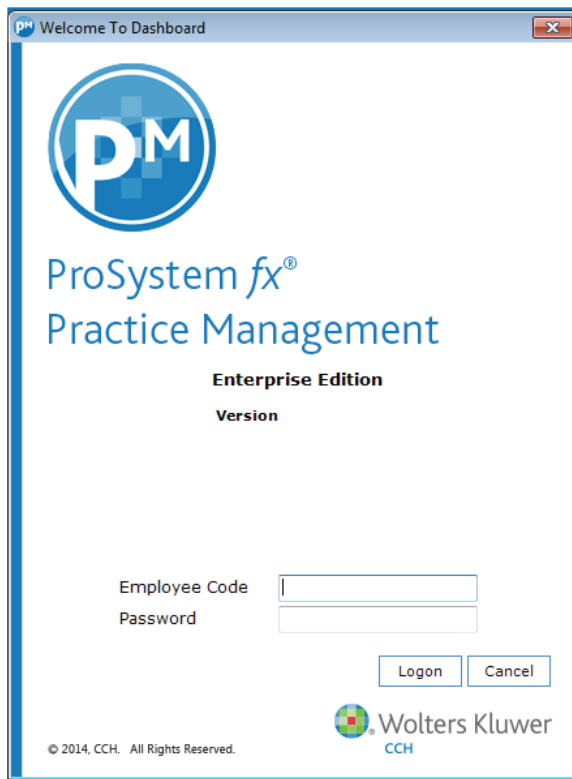 PM Welcome To Dashboard
PM
ProSystem fx®
Practice Management
Enterprise Edition
Version
Employee Code
Password
Logon Cancel
Wolters Kluwer
CCH
© 2014, CCH. All Rights Reserved.